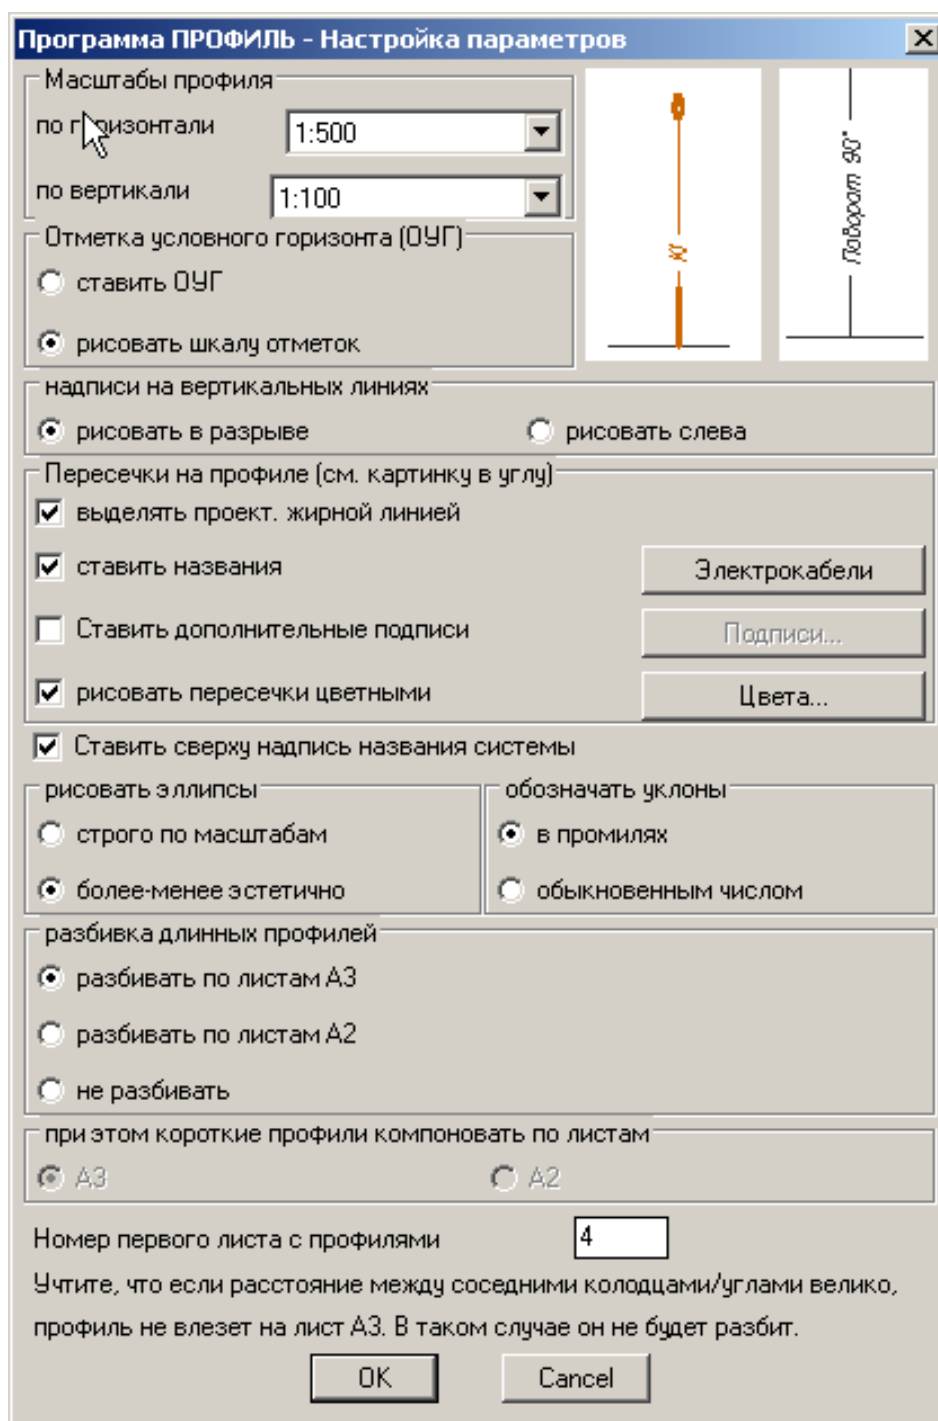 Программа ПРОФИЛЬ - Настройка параметров
Масштабы профиля
по горизонтали
1:500
по вертикали
1:100
Поворот 90°
Отметка условного горизонта (ОУГ)
ставить ОУГ
рисовать шкалу отметок
надписи на вертикальных линиях
рисовать в разрыве
рисовать слева
Пересечки на профиле (см. картинку в углу)
выделять проект. жирной линией
ставить названия
Электрокабели
Ставить дополнительные подписи
Подписи...
рисовать пересечки цветными
Цвета...
Ставить сверху надпись названия системы
рисовать эллипсы
обозначать уклоны
строго по масштабам
в промилях
более-менее эстетично
обыкновенным числом
разбивка длинных профилей
разбивать по листам А3
разбивать по листам А2
не разбивать
при этом короткие профили компоновать по листам
А3
А2
Номер первого листа с профилями
4
Учтите, что если расстояние между соседними колодцами/углами велико,
профиль не влезет на лист А3. В таком случае он не будет разбит.
OK
Cancel